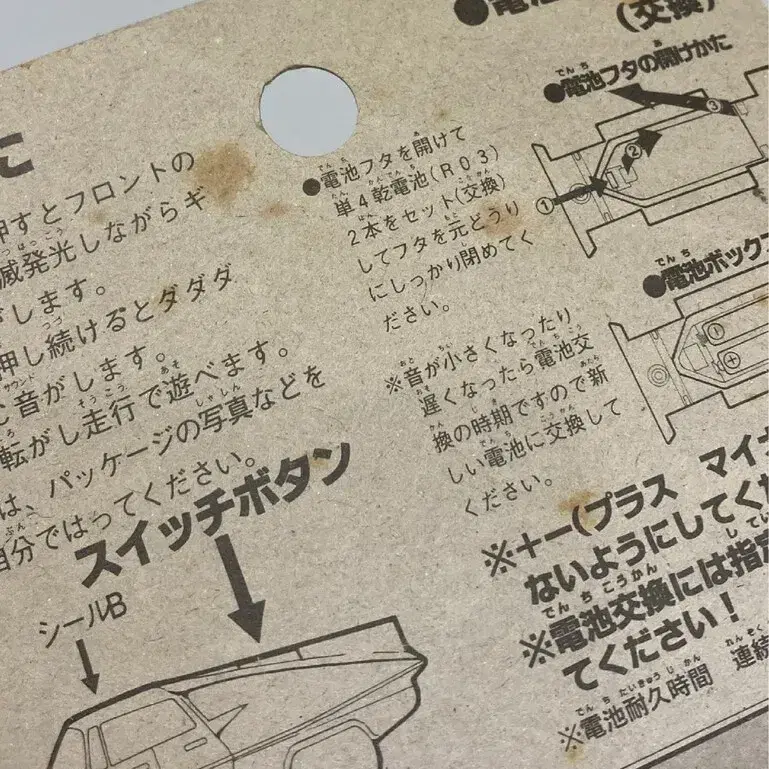 ●電池
(交換)
に
押すとフロントの
滅発光しながらギ
がします。
押し続けるとダダダ
音がします。
転がし走行で遊べます。
は、パッケージの写真などを
自分ではってください。
●電池フタを開けて
単4乾電池(R03)
2本をセット(交換)
してフタを元どうり
にしっかり閉めてく
ださい。
※音が小さくなったり
遅くなったら電池交
換の時期ですので新
しい電池に交換して
ください。
●電池フタの開けかた
①
②
③
●電池ボックス
※+−(プラス マイナ
ないようにしてくだ
※電池交換には指定
てください!
※電池耐久時間 連続
スイッチボタン
シールB